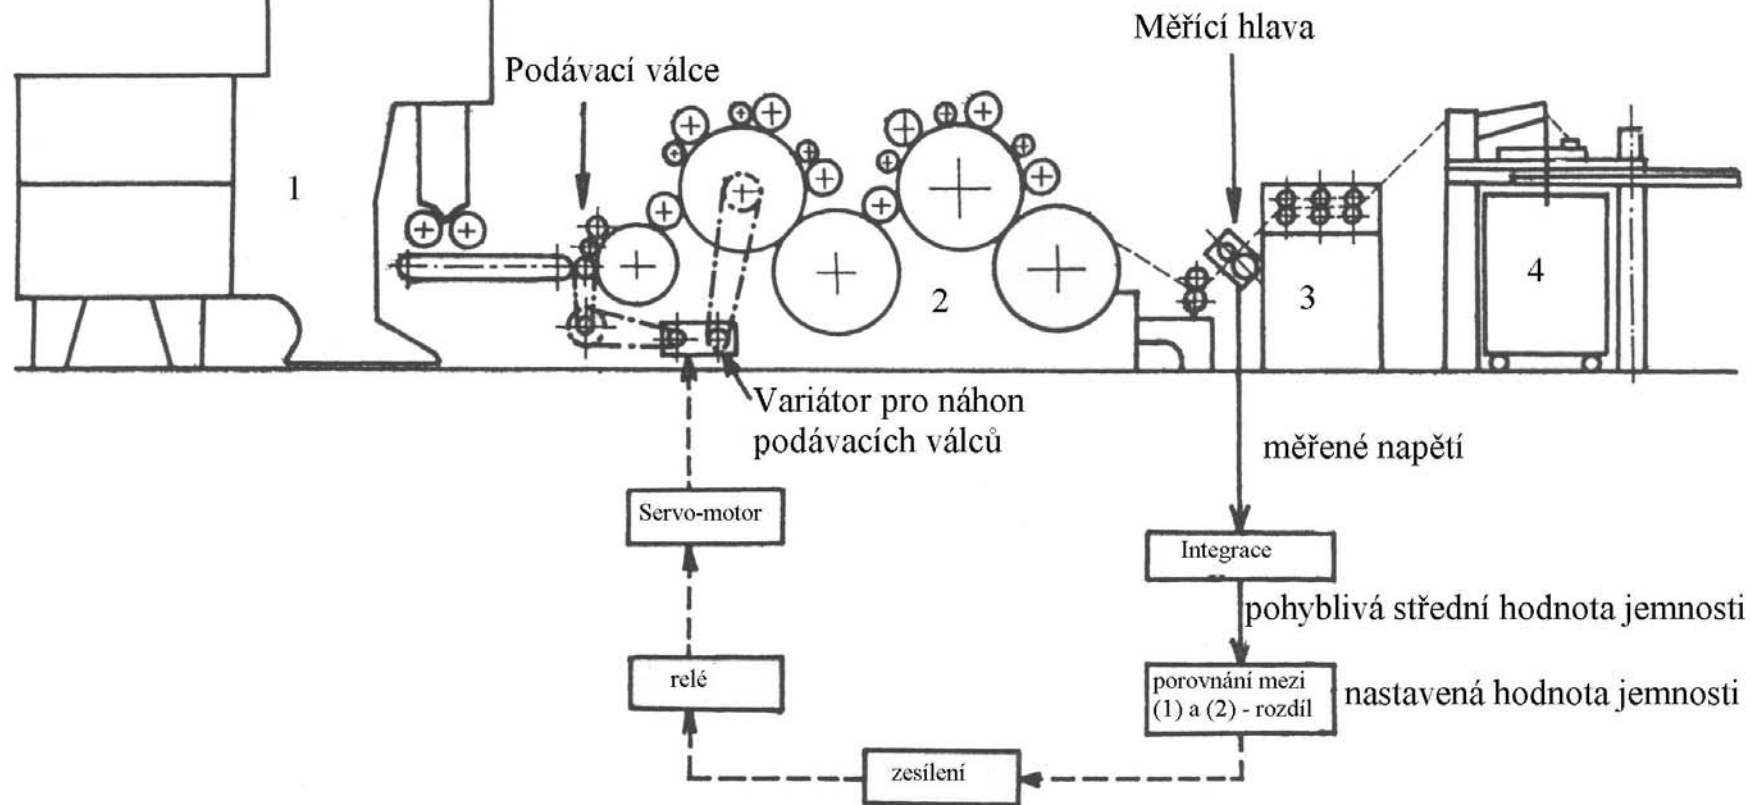 Měřící hlava
Podávací válce
1
2
3
4
Variátor pro náhon
podávacích válců
měřené napětí
Servo-motor
Integrace
pohyblivá střední hodnota jemnosti
relé
porovnání mezi
(1) a (2) - rozdíl
nastavená hodnota jemnosti
zesílení